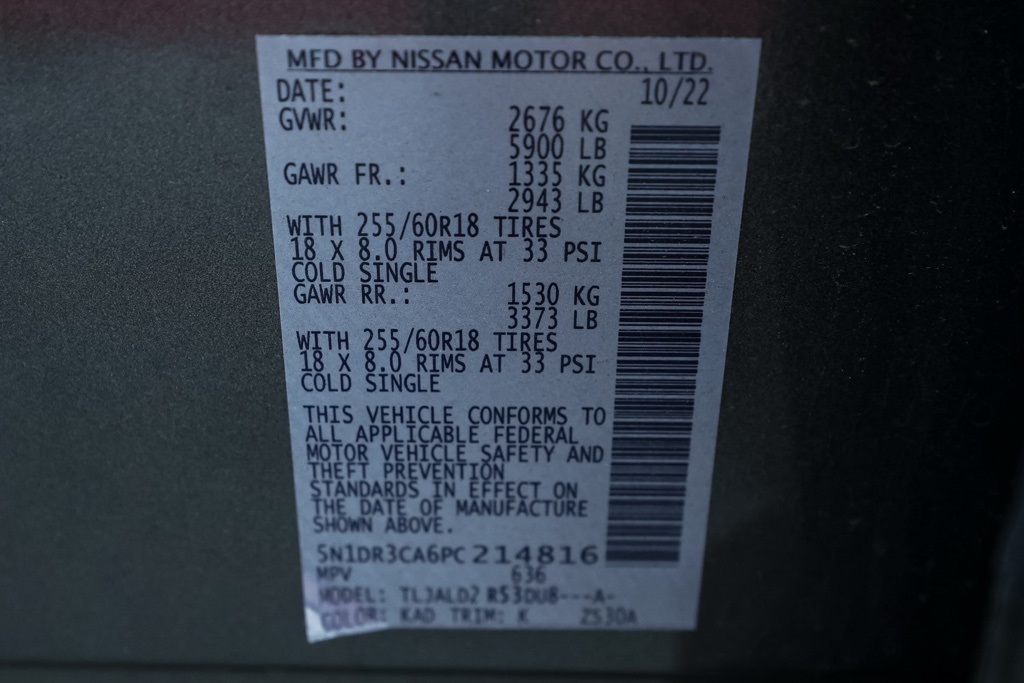 MFD BY NISSAN MOTOR CO., LTD.
DATE: 10/22
GVWR: 2676 KG
5900 LB
GAWR FR.: 1335 KG
2943 LB
WITH 255/60R18 TIRES
18 X 8.0 RIMS AT 33 PSI
COLD SINGLE
GAWR RR.: 1530 KG
3373 LB
WITH 255/60R18 TIRES
18 X 8.0 RIMS AT 33 PSI
COLD SINGLE
THIS VEHICLE CONFORMS TO
ALL APPLICABLE FEDERAL
MOTOR VEHICLE SAFETY AND
THEFT PREVENTION
STANDARDS IN EFFECT ON
THE DATE OF MANUFACTURE
SHOWN ABOVE.
5N1DR3CA6PC214816
MPV 636
MODEL: TLJALD2 R53DU8---A-
COLOR: KAD TRIM: K Z530A